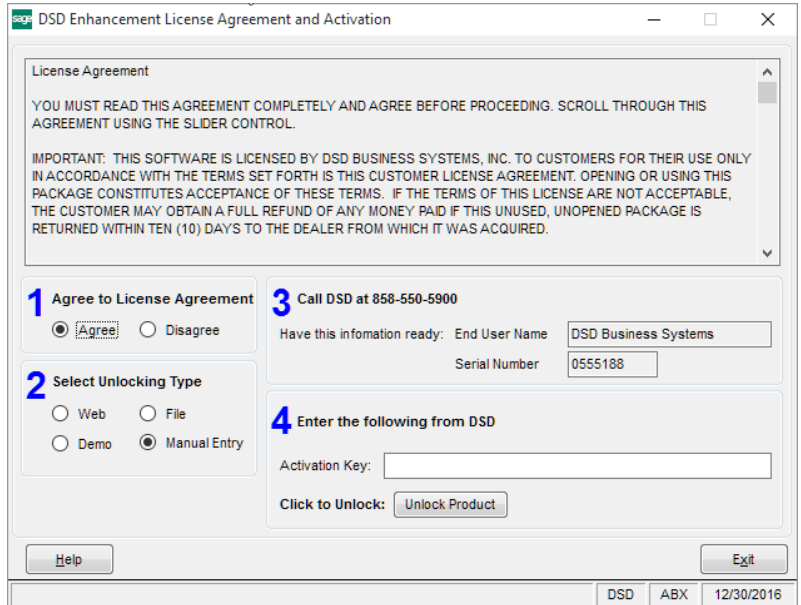 sage DSD Enhancement License Agreement and Activation
License Agreement
YOU MUST READ THIS AGREEMENT COMPLETELY AND AGREE BEFORE PROCEEDING. SCROLL THROUGH THIS
AGREEMENT USING THE SLIDER CONTROL.
IMPORTANT: THIS SOFTWARE IS LICENSED BY DSD BUSINESS SYSTEMS, INC. TO CUSTOMERS FOR THEIR USE ONLY
IN ACCORDANCE WITH THE TERMS SET FORTH IS THIS CUSTOMER LICENSE AGREEMENT. OPENING OR USING THIS
PACKAGE CONSTITUTES ACCEPTANCE OF THESE TERMS. IF THE TERMS OF THIS LICENSE ARE NOT ACCEPTABLE,
THE CUSTOMER MAY OBTAIN A FULL REFUND OF ANY MONEY PAID IF THIS UNUSED, UNOPENED PACKAGE IS
RETURNED WITHIN TEN (10) DAYS TO THE DEALER FROM WHICH IT WAS ACQUIRED.
1 Agree to License Agreement
Agree Disagree
2 Select Unlocking Type
Web File
Demo Manual Entry
3 Call DSD at 858-550-5900
Have this infomation ready: End User Name DSD Business Systems
Serial Number 0555188
4 Enter the following from DSD
Activation Key:
Click to Unlock: Unlock Product
Help Exit
DSD ABX 12/30/2016